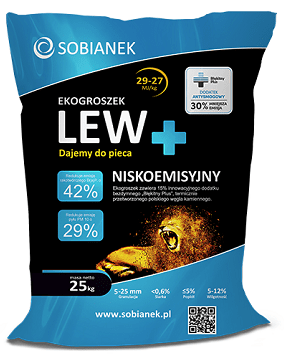 SOBIANEK
29-27
MJ/kg
Błękitny
Plus
DODATEK
ANTYSMOGOWY
30% MNIEJSZA
EMISJA
EKOGROSZEK
LEW+
Dajemy do pieca
42%
29%
NISKOEMISYJNY
Ekogroszek zawiera 15% innowacyjnego dodatku
bezdymnego „Błękitny Plus", termicznie
przetworzonego polskiego węgla kamiennego.
masa netto
25kg
5-25 mm
Granulacja
<0,6%
Siarka
≤5%
Popiół
5-12%
Wilgotność
www.sobianek.pl